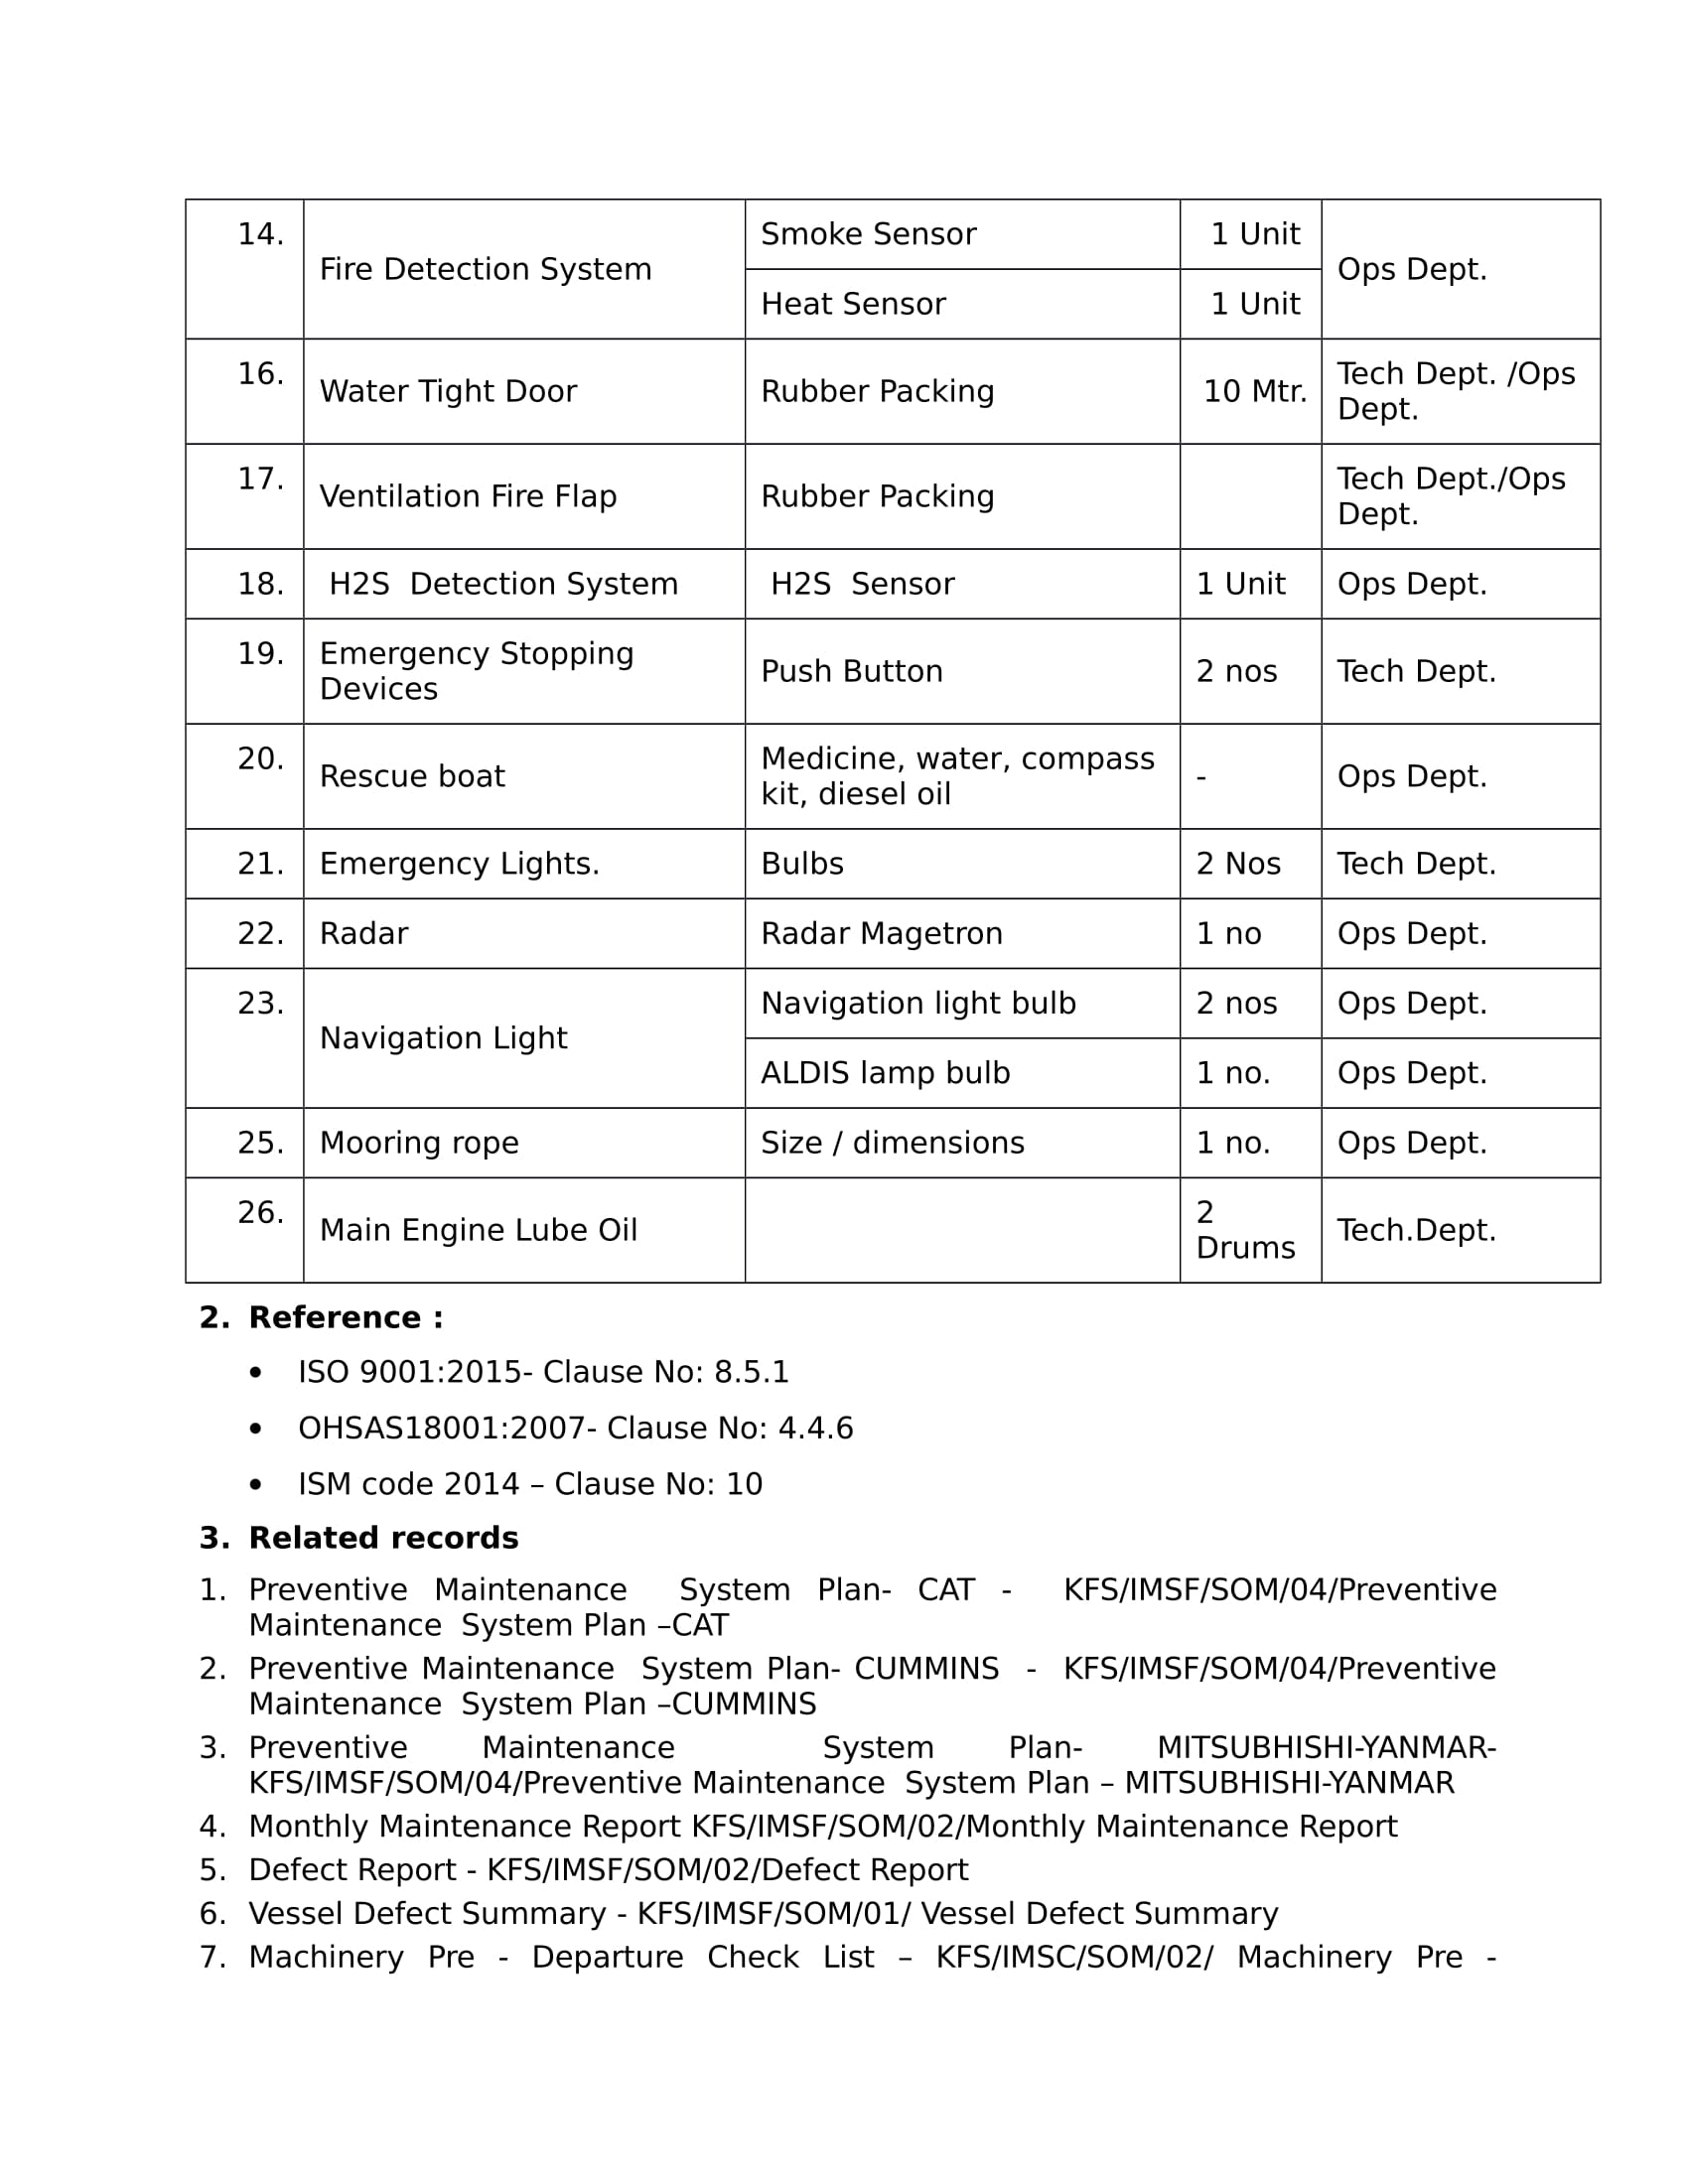 14. Fire Detection System Smoke Sensor 1 Unit Ops Dept.
Heat Sensor 1 Unit
16. Water Tight Door Rubber Packing 10 Mtr. Tech Dept. /Ops
Dept.
17. Ventilation Fire Flap Rubber Packing Tech Dept./Ops
Dept.
18. H2S  Detection System H2S  Sensor 1 Unit Ops Dept.
19. Emergency Stopping
Devices Push Button 2 nos Tech Dept.
20. Rescue boat Medicine, water, compass
kit, diesel oil - Ops Dept.
21. Emergency Lights. Bulbs 2 Nos Tech Dept.
22. Radar Radar Magetron 1 no Ops Dept.
23. Navigation Light Navigation light bulb 2 nos Ops Dept.
ALDIS lamp bulb 1 no. Ops Dept.
25. Mooring rope Size / dimensions 1 no. Ops Dept.
26. Main Engine Lube Oil 2
Drums Tech.Dept.
2. Reference :
• ISO 9001:2015- Clause No: 8.5.1
• OHSAS18001:2007- Clause No: 4.4.6
• ISM code 2014 – Clause No: 10
3. Related records
1. Preventive Maintenance  System Plan- CAT -  KFS/IMSF/SOM/04/Preventive
Maintenance  System Plan –CAT
2. Preventive Maintenance  System Plan- CUMMINS  -  KFS/IMSF/SOM/04/Preventive
Maintenance  System Plan –CUMMINS
3. Preventive Maintenance  System Plan- MITSUBHISHI-YANMAR-
KFS/IMSF/SOM/04/Preventive Maintenance  System Plan – MITSUBHISHI-YANMAR
4. Monthly Maintenance Report KFS/IMSF/SOM/02/Monthly Maintenance Report
5. Defect Report - KFS/IMSF/SOM/02/Defect Report
6. Vessel Defect Summary - KFS/IMSF/SOM/01/ Vessel Defect Summary
7. Machinery Pre - Departure Check List – KFS/IMSC/SOM/02/ Machinery Pre -